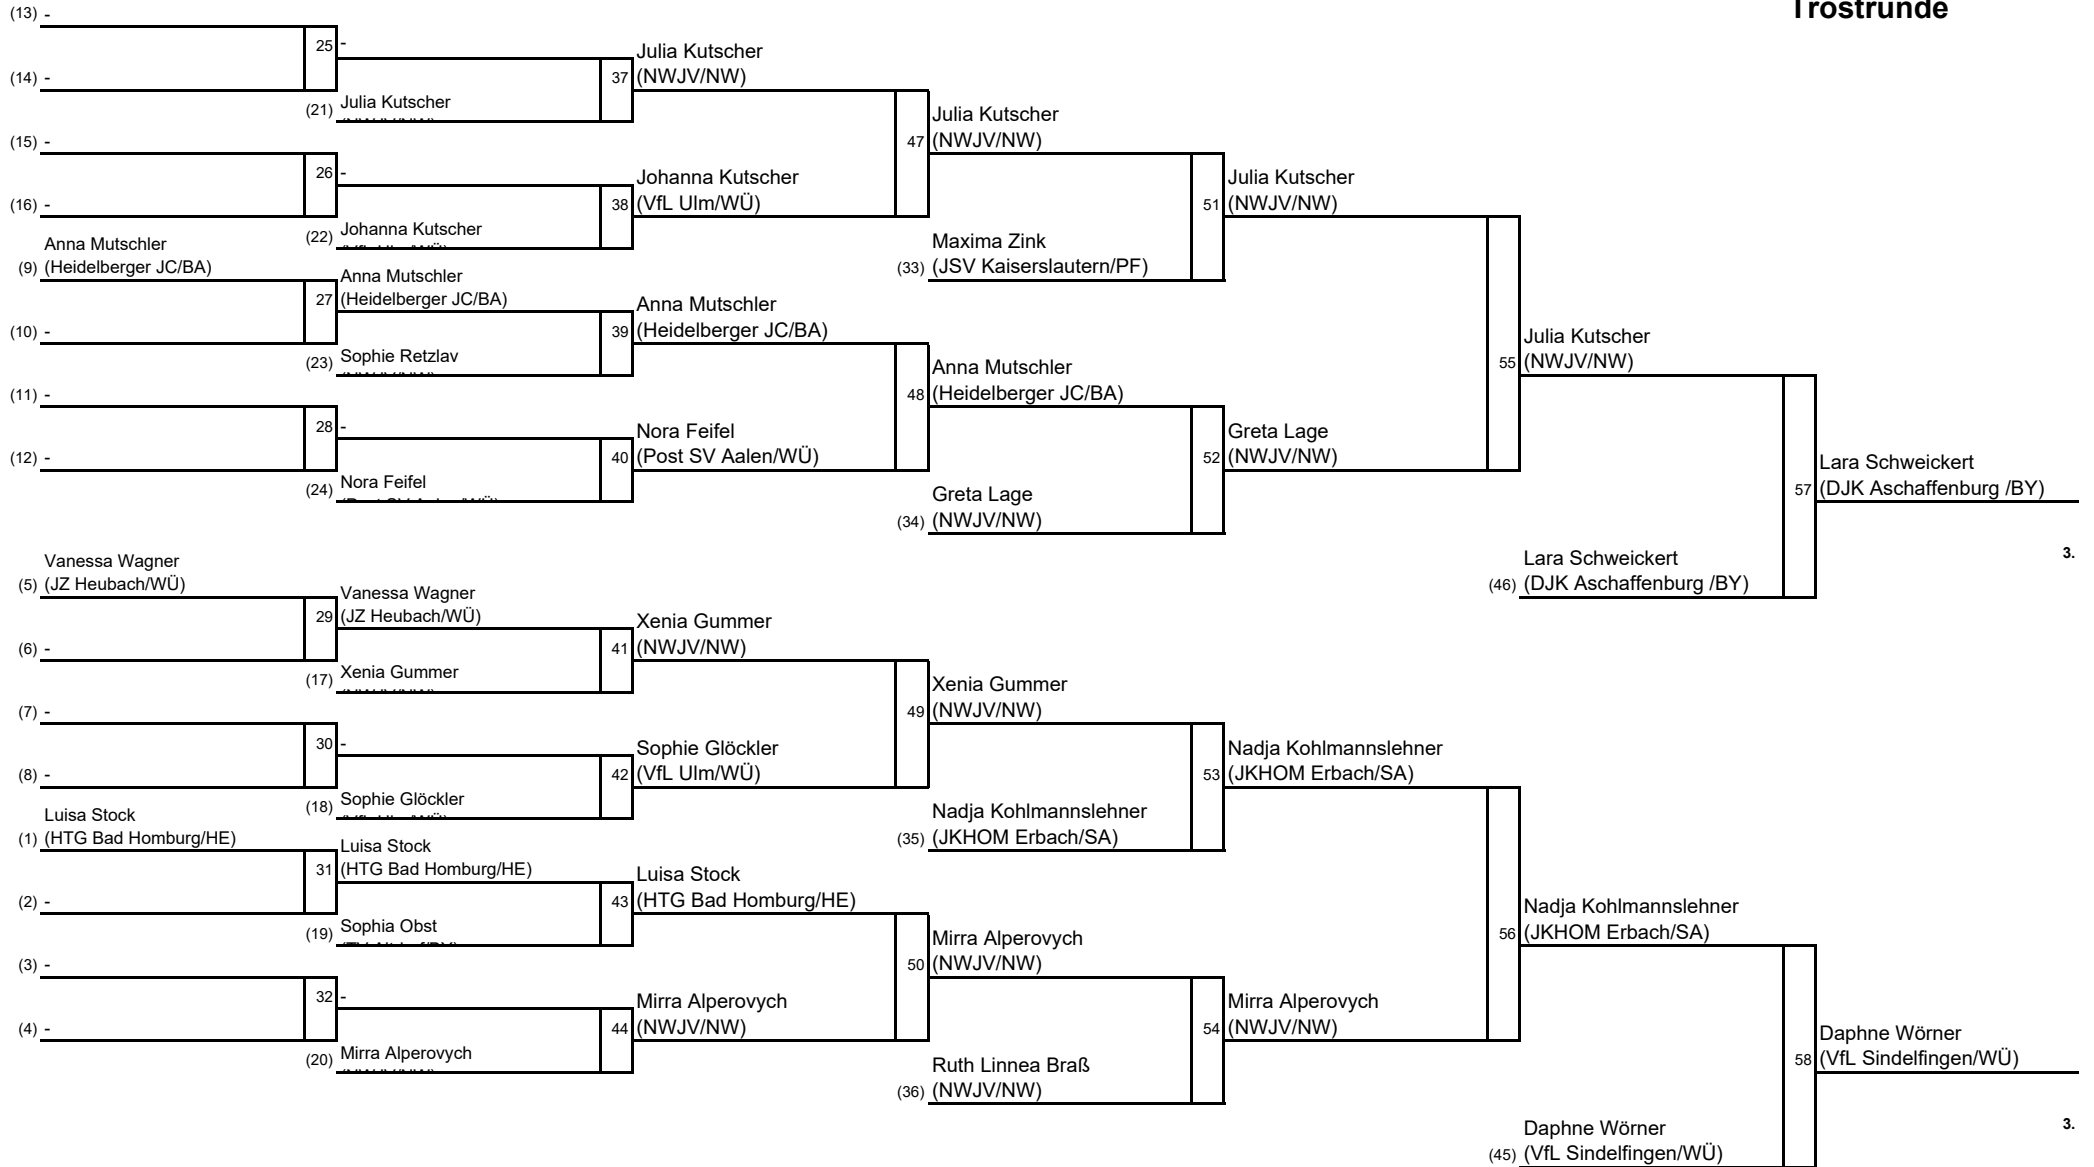 Trostrunde
(13) -
25 -
Julia Kutscher
37 (NWJV/NW)
(14) -
(21) Julia Kutscher
Julia Kutscher
47 (NWJV/NW)
(15) -
26 -
Johanna Kutscher
38 (VfL Ulm/WÜ)
Julia Kutscher
51 (NWJV/NW)
(16) -
(22) Johanna Kutscher
Maxima Zink
(33) (JSV Kaiserslautern/PF)
Anna Mutschler
(9) (Heidelberger JC/BA)
Anna Mutschler
27 (Heidelberger JC/BA)
Anna Mutschler
39 (Heidelberger JC/BA)
(10) -
(23) Sophie Retzlav
Julia Kutscher
55 (NWJV/NW)
Anna Mutschler
48 (Heidelberger JC/BA)
(11) -
28 -
Nora Feifel
40 (Post SV Aalen/WÜ)
Greta Lage
52 (NWJV/NW)
(12) -
(24) Nora Feifel
Lara Schweickert
57 (DJK Aschaffenburg /BY)
Greta Lage
(34) (NWJV/NW)
3.
Lara Schweickert
(46) (DJK Aschaffenburg /BY)
Vanessa Wagner
(5) (JZ Heubach/WÜ)
Vanessa Wagner
29 (JZ Heubach/WÜ)
Xenia Gummer
41 (NWJV/NW)
(6) -
(17) Xenia Gummer
Xenia Gummer
49 (NWJV/NW)
(7) -
30 -
Sophie Glöckler
42 (VfL Ulm/WÜ)
Nadja Kohlmannslehner
53 (JKHOM Erbach/SA)
(8) -
(18) Sophie Glöckler
Nadja Kohlmannslehner
(35) (JKHOM Erbach/SA)
Luisa Stock
(1) (HTG Bad Homburg/HE)
Luisa Stock
31 (HTG Bad Homburg/HE)
Luisa Stock
43 (HTG Bad Homburg/HE)
(2) -
(19) Sophia Obst
Nadja Kohlmannslehner
56 (JKHOM Erbach/SA)
Mirra Alperovych
50 (NWJV/NW)
(3) -
32 -
Mirra Alperovych
44 (NWJV/NW)
Mirra Alperovych
54 (NWJV/NW)
(4) -
(20) Mirra Alperovych
Daphne Wörner
58 (VfL Sindelfingen/WÜ)
Ruth Linnea Braß
(36) (NWJV/NW)
3.
Daphne Wörner
(45) (VfL Sindelfingen/WÜ)